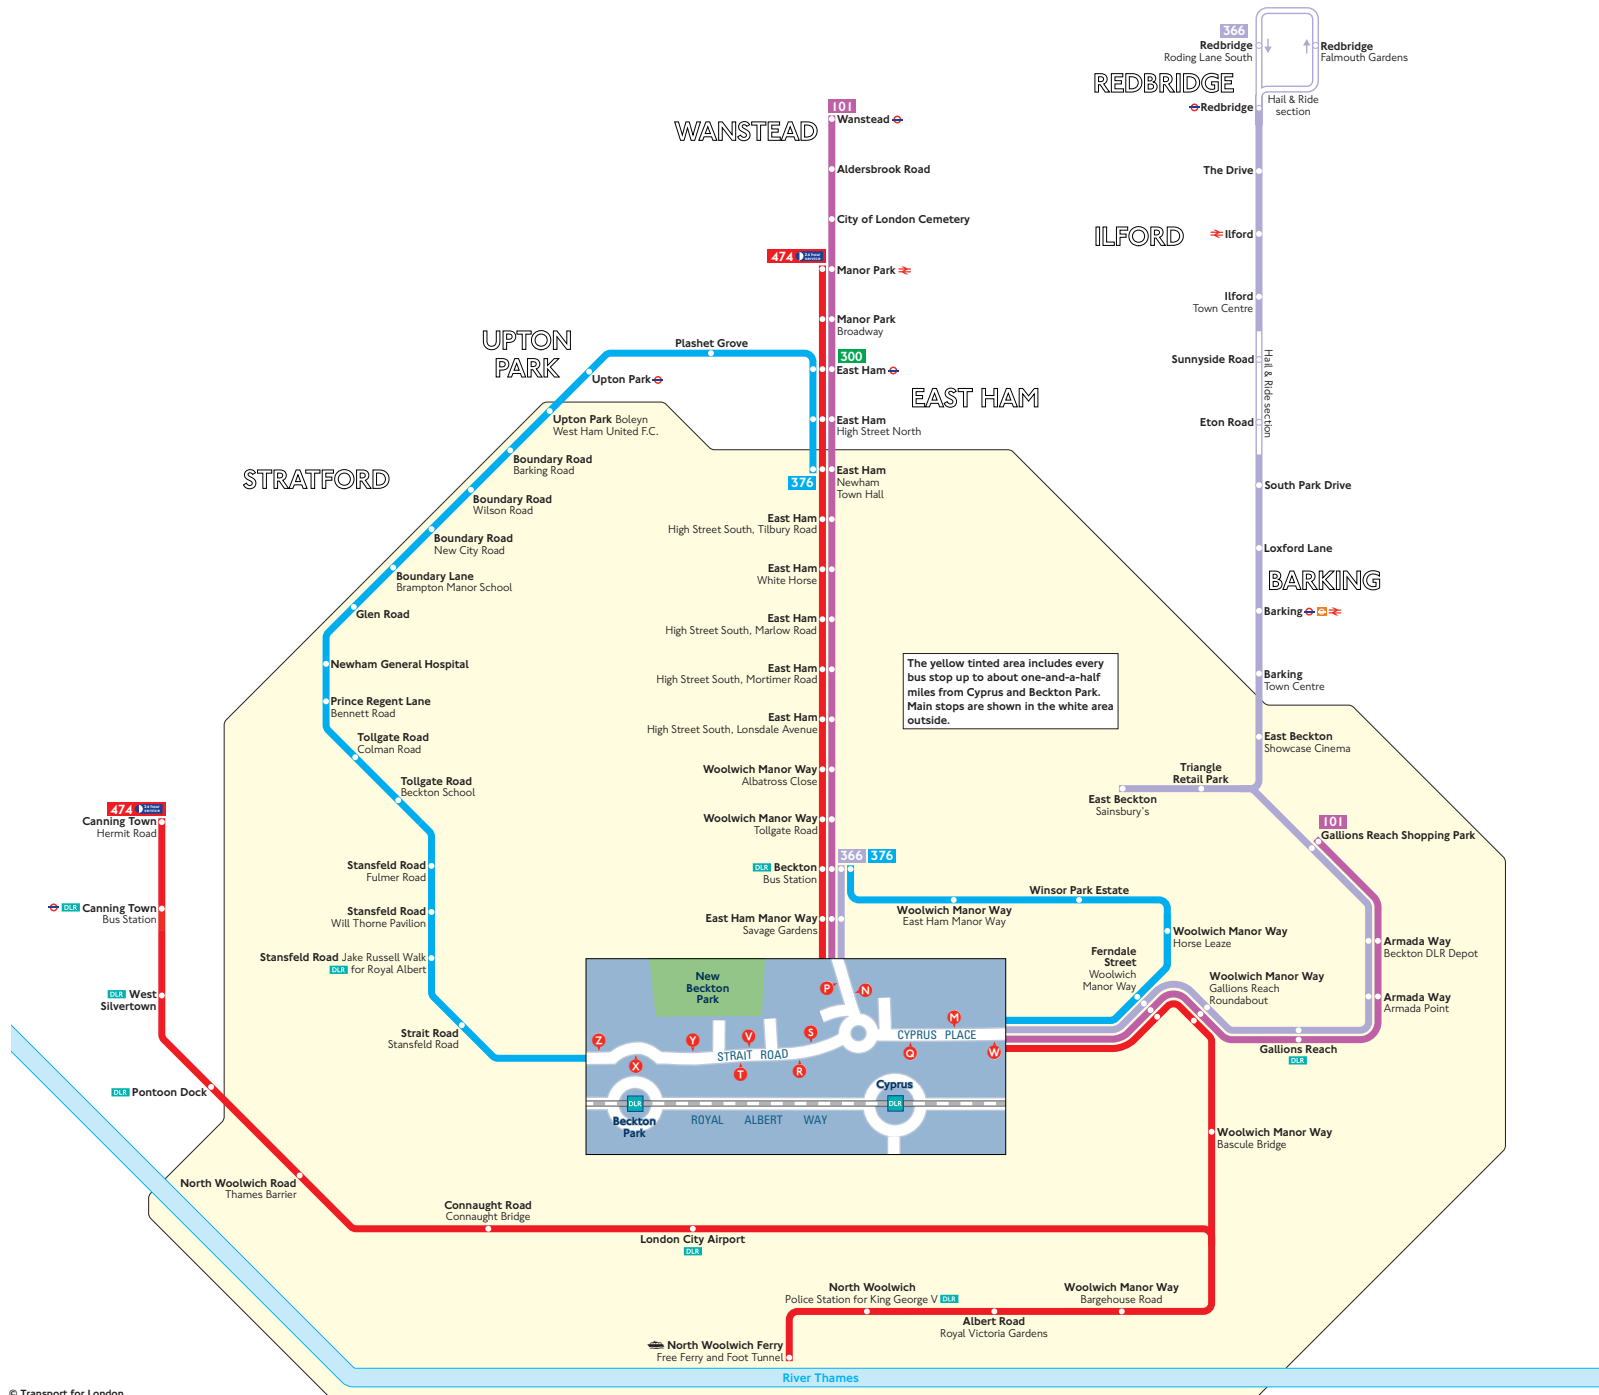 366
Redbridge
Roding Lane South
Redbridge
Falmouth Gardens
REDBRIDGE
Redbridge
Hail & Ride
section
101
WANSTEAD
Wanstead
Aldersbrook Road
The Drive
City of London Cemetery
ILFORD
Ilford
474
24 hour
service
Manor Park
Ilford
Town Centre
Manor Park
Broadway
UPTON
PARK
Plashet Grove
300
East Ham
Sunnyside Road
Hail & Ride section
Upton Park
EAST HAM
Upton Park Boleyn
West Ham United F.C.
East Ham
High Street North
Eton Road
Boundary Road
Barking Road
STRATFORD
376
East Ham
Newham
Town Hall
South Park Drive
Boundary Road
Wilson Road
East Ham
High Street South, Tilbury Road
Boundary Road
New City Road
Loxford Lane
Boundary Lane
Brampton Manor School
East Ham
White Horse
BARKING
Glen Road
East Ham
High Street South, Marlow Road
Barking
Newham General Hospital
East Ham
High Street South, Mortimer Road
The yellow tinted area includes every
bus stop up to about one-and-a-half
miles from Cyprus and Beckton Park.
Main stops are shown in the white area
outside.
Barking
Town Centre
Prince Regent Lane
Bennett Road
East Ham
High Street South, Lonsdale Avenue
Tollgate Road
Colman Road
East Beckton
Showcase Cinema
Woolwich Manor Way
Albatross Close
Triangle
Retail Park
Tollgate Road
Beckton School
East Beckton
Sainsbury's
474
24 hour
service
Canning Town
Hermit Road
Woolwich Manor Way
Tollgate Road
101
Gallions Reach Shopping Park
366
376
DLR
Beckton
Bus Station
Stansfeld Road
Fulmer Road
Winsor Park Estate
DLR
Canning Town
Bus Station
Stansfeld Road
Will Thorne Pavilion
East Ham Manor Way
Savage Gardens
Woolwich Manor Way
East Ham Manor Way
Woolwich Manor Way
Horse Leaze
Armada Way
Beckton DLR Depot
Stansfeld Road Jake Russell Walk
DLR for Royal Albert
Ferndale
Street
Woolwich
Manor Way
Woolwich Manor Way
Gallions Reach
Roundabout
DLR
West
Silvertown
New
Beckton
Park
P
N
Armada Way
Armada Point
Strait Road
Stansfeld Road
Z
Y
V
S
M
X
T
R
Q
W
STRAIT ROAD
CYPRUS PLACE
Gallions Reach
DLR
DLR
Pontoon Dock
Cyprus
DLR
DLR
Beckton
Park
ROYAL ALBERT WAY
Woolwich Manor Way
Bascule Bridge
North Woolwich Road
Thames Barrier
Connaught Road
Connaught Bridge
London City Airport
DLR
North Woolwich
Police Station for King George V DLR
Woolwich Manor Way
Bargehouse Road
Albert Road
Royal Victoria Gardens
North Woolwich Ferry
Free Ferry and Foot Tunnel
River Thames
© Transport for London